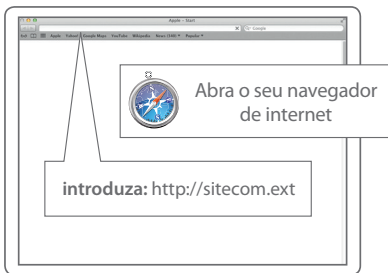 Apple – Start
Google
Apple Yahoo! Google Maps YouTube Wikipedia News (146) Popular
Abra o seu navegador
de internet
introduza: http://sitecom.ext